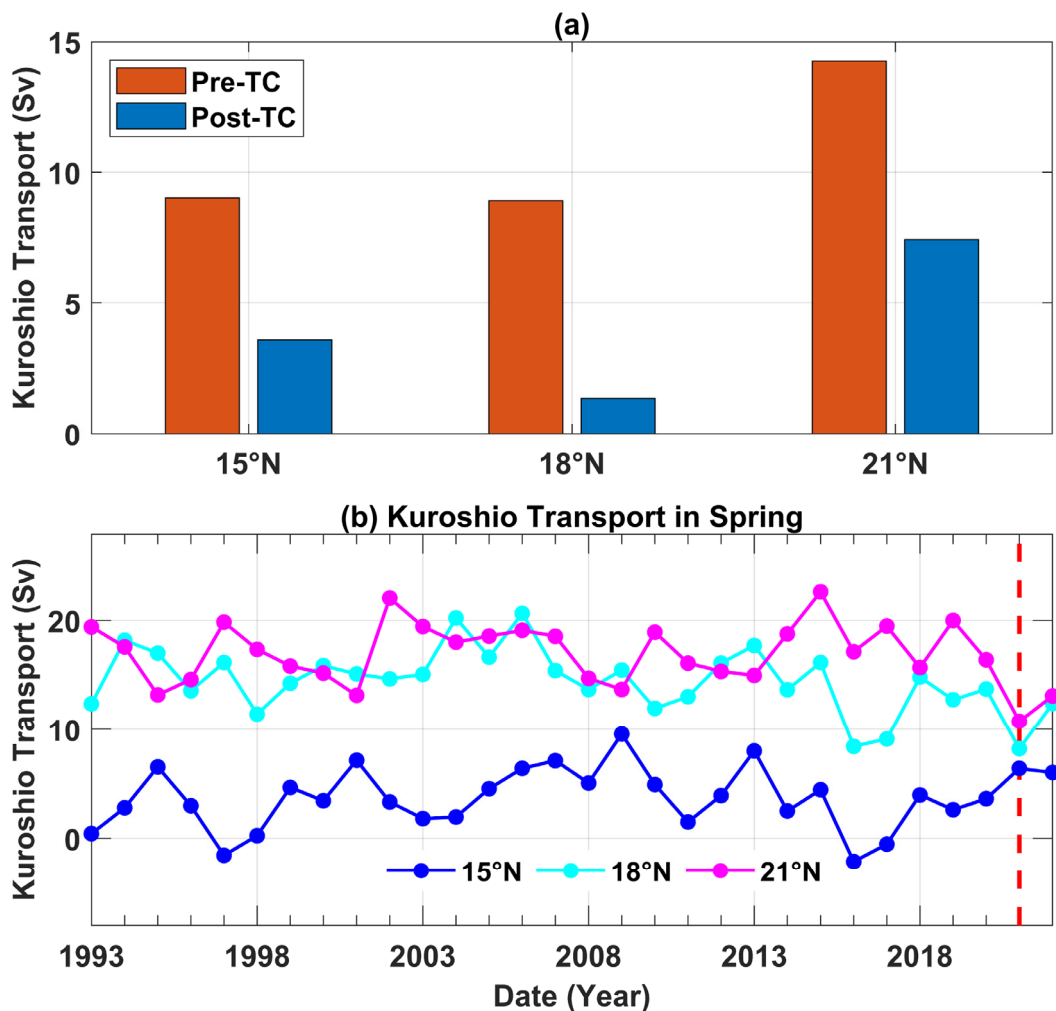 (a)
Kuroshio Transport (Sv)
15
10
5
0
Pre-TC
Post-TC
15°N
18°N
21°N
(b) Kuroshio Transport in Spring
Kuroshio Transport (Sv)
20
10
0
15°N
18°N
21°N
1993
1998
2003
2008
2013
2018
Date (Year)